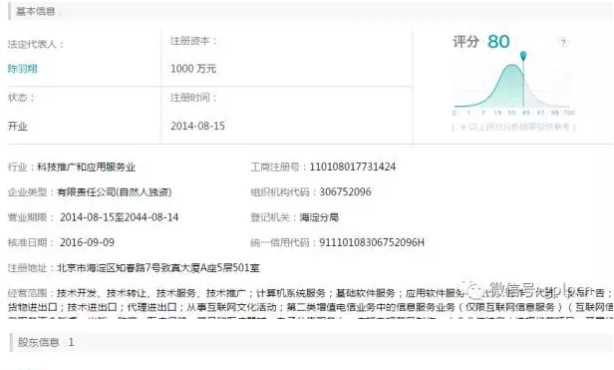 基本信息
法定代表人：
注册资本：
评分 80
?
陈羽翔
1000 万元
状态：
注册时间：
开业
2014-08-15
行业：科技推广和应用服务业
工商注册号：110108017731424
企业类型：有限责任公司(自然人独资)
组织机构代码：306752096
营业期限： 2014-08-15至2044-08-14
登记机关：海淀分局
核准日期： 2016-09-09
统一信用代码：91110108306752096H
注册地址：北京市海淀区知春路7号致真大厦A座5层501室
经营范围：技术开发、技术转让、技术服务、技术推广；计算机系统服务；基础软件服务；应用软件服务
微信号:
货物进出口；技术进出口；代理进出口；从事互联网文化活动；第二类增值电信业务中的信息服务业务（仅限互联网信息服务）（互联网信
股东信息：1